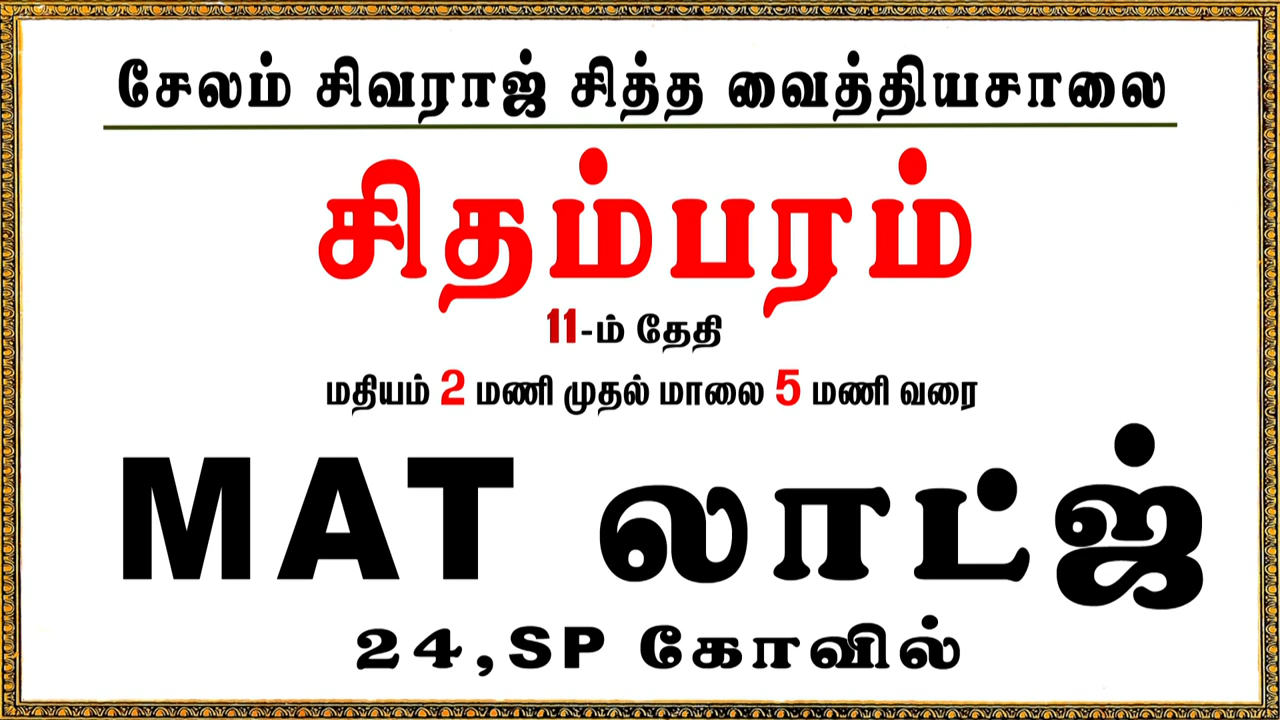 சேலம் சிவராஜ் சித்த வைத்தியசாலை
சிதம்பரம்
11-ம் தேதி
மதியம் 2 மணி முதல் மாலை 5 மணி வரை
MAT லாட்ஜ்
24,SP கோவில்